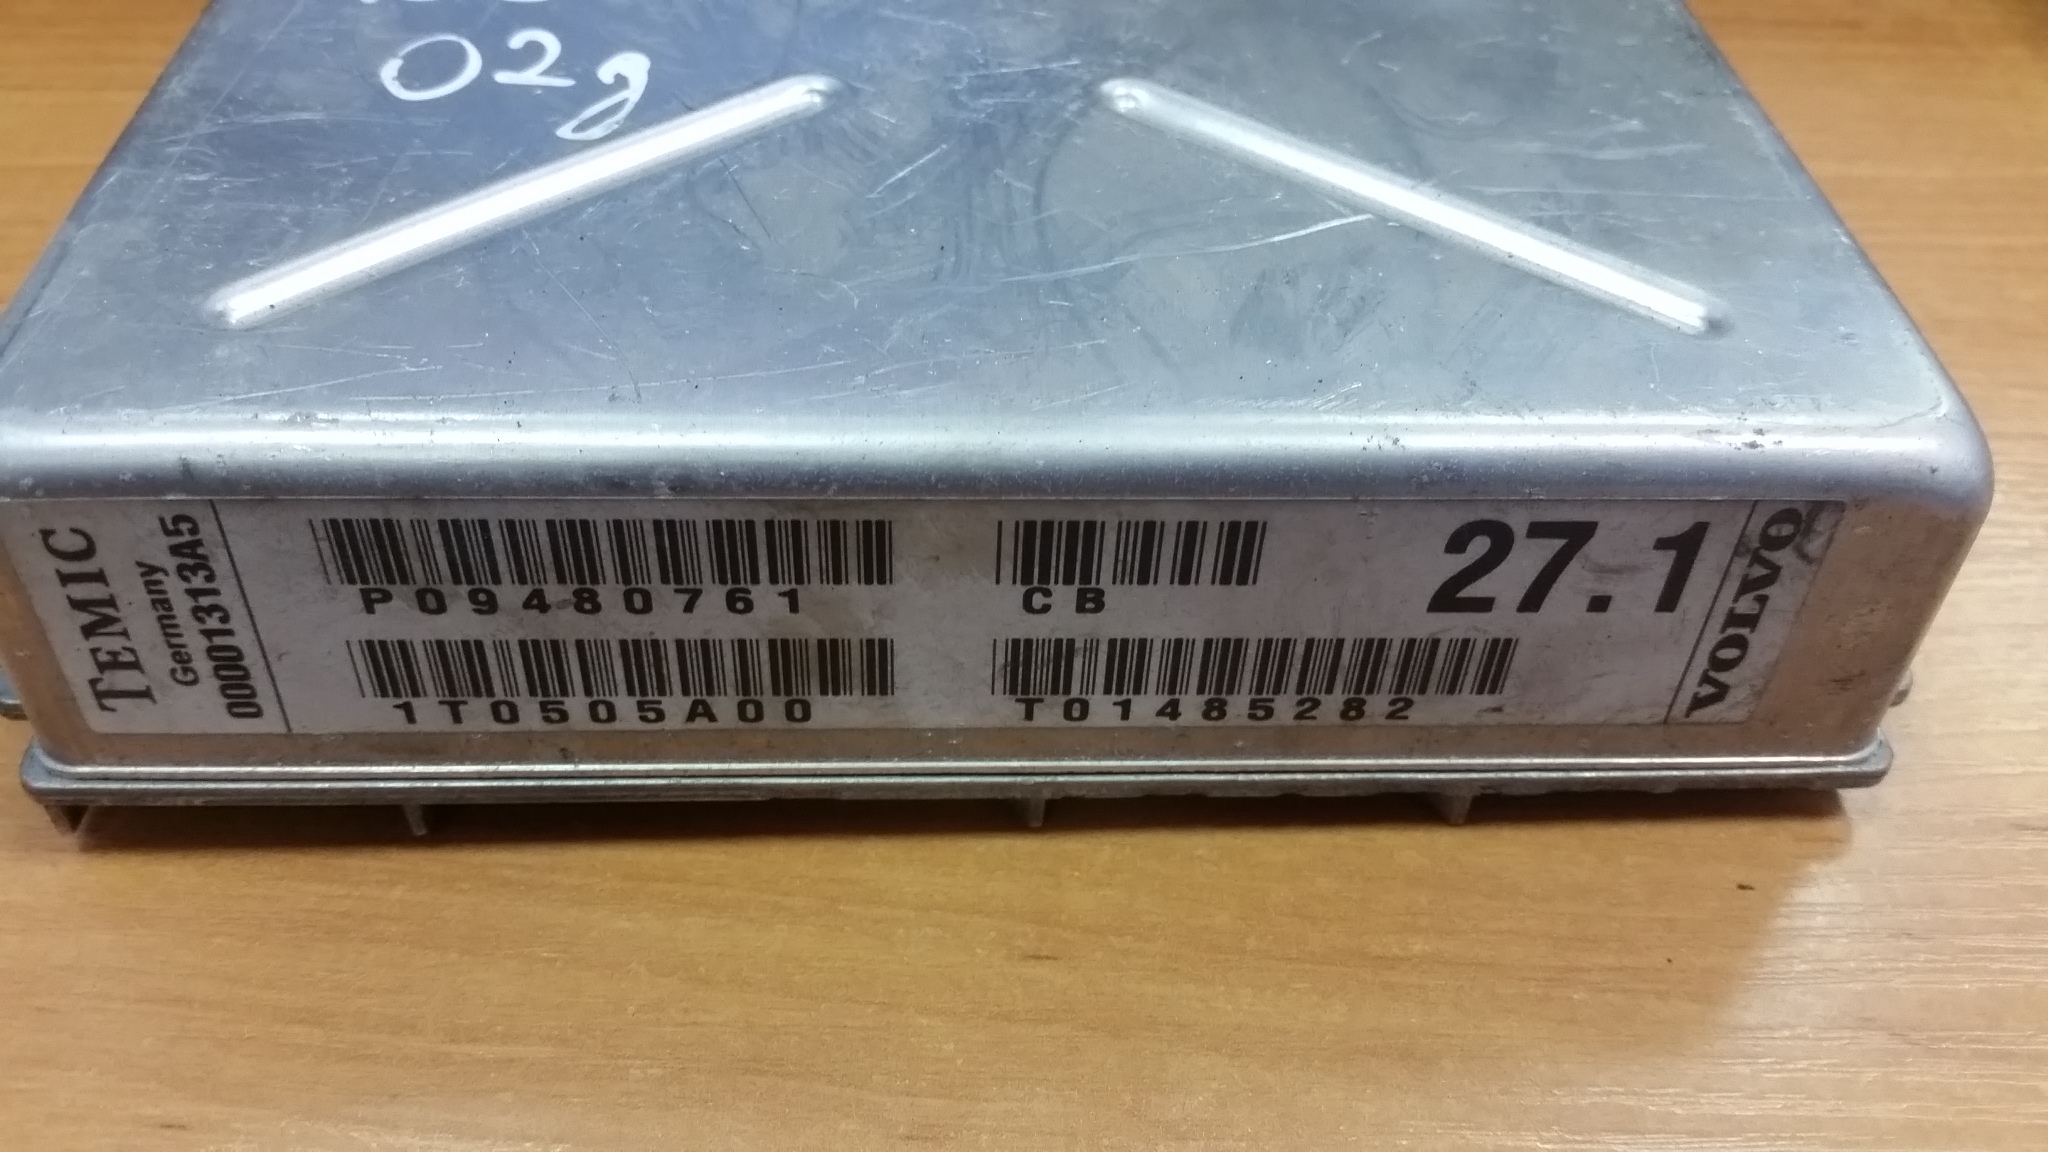 02g
TEMIC
Germany
00001313A5
P09480761
CB
27.1
1T0505A00
T01485282
VOLVO